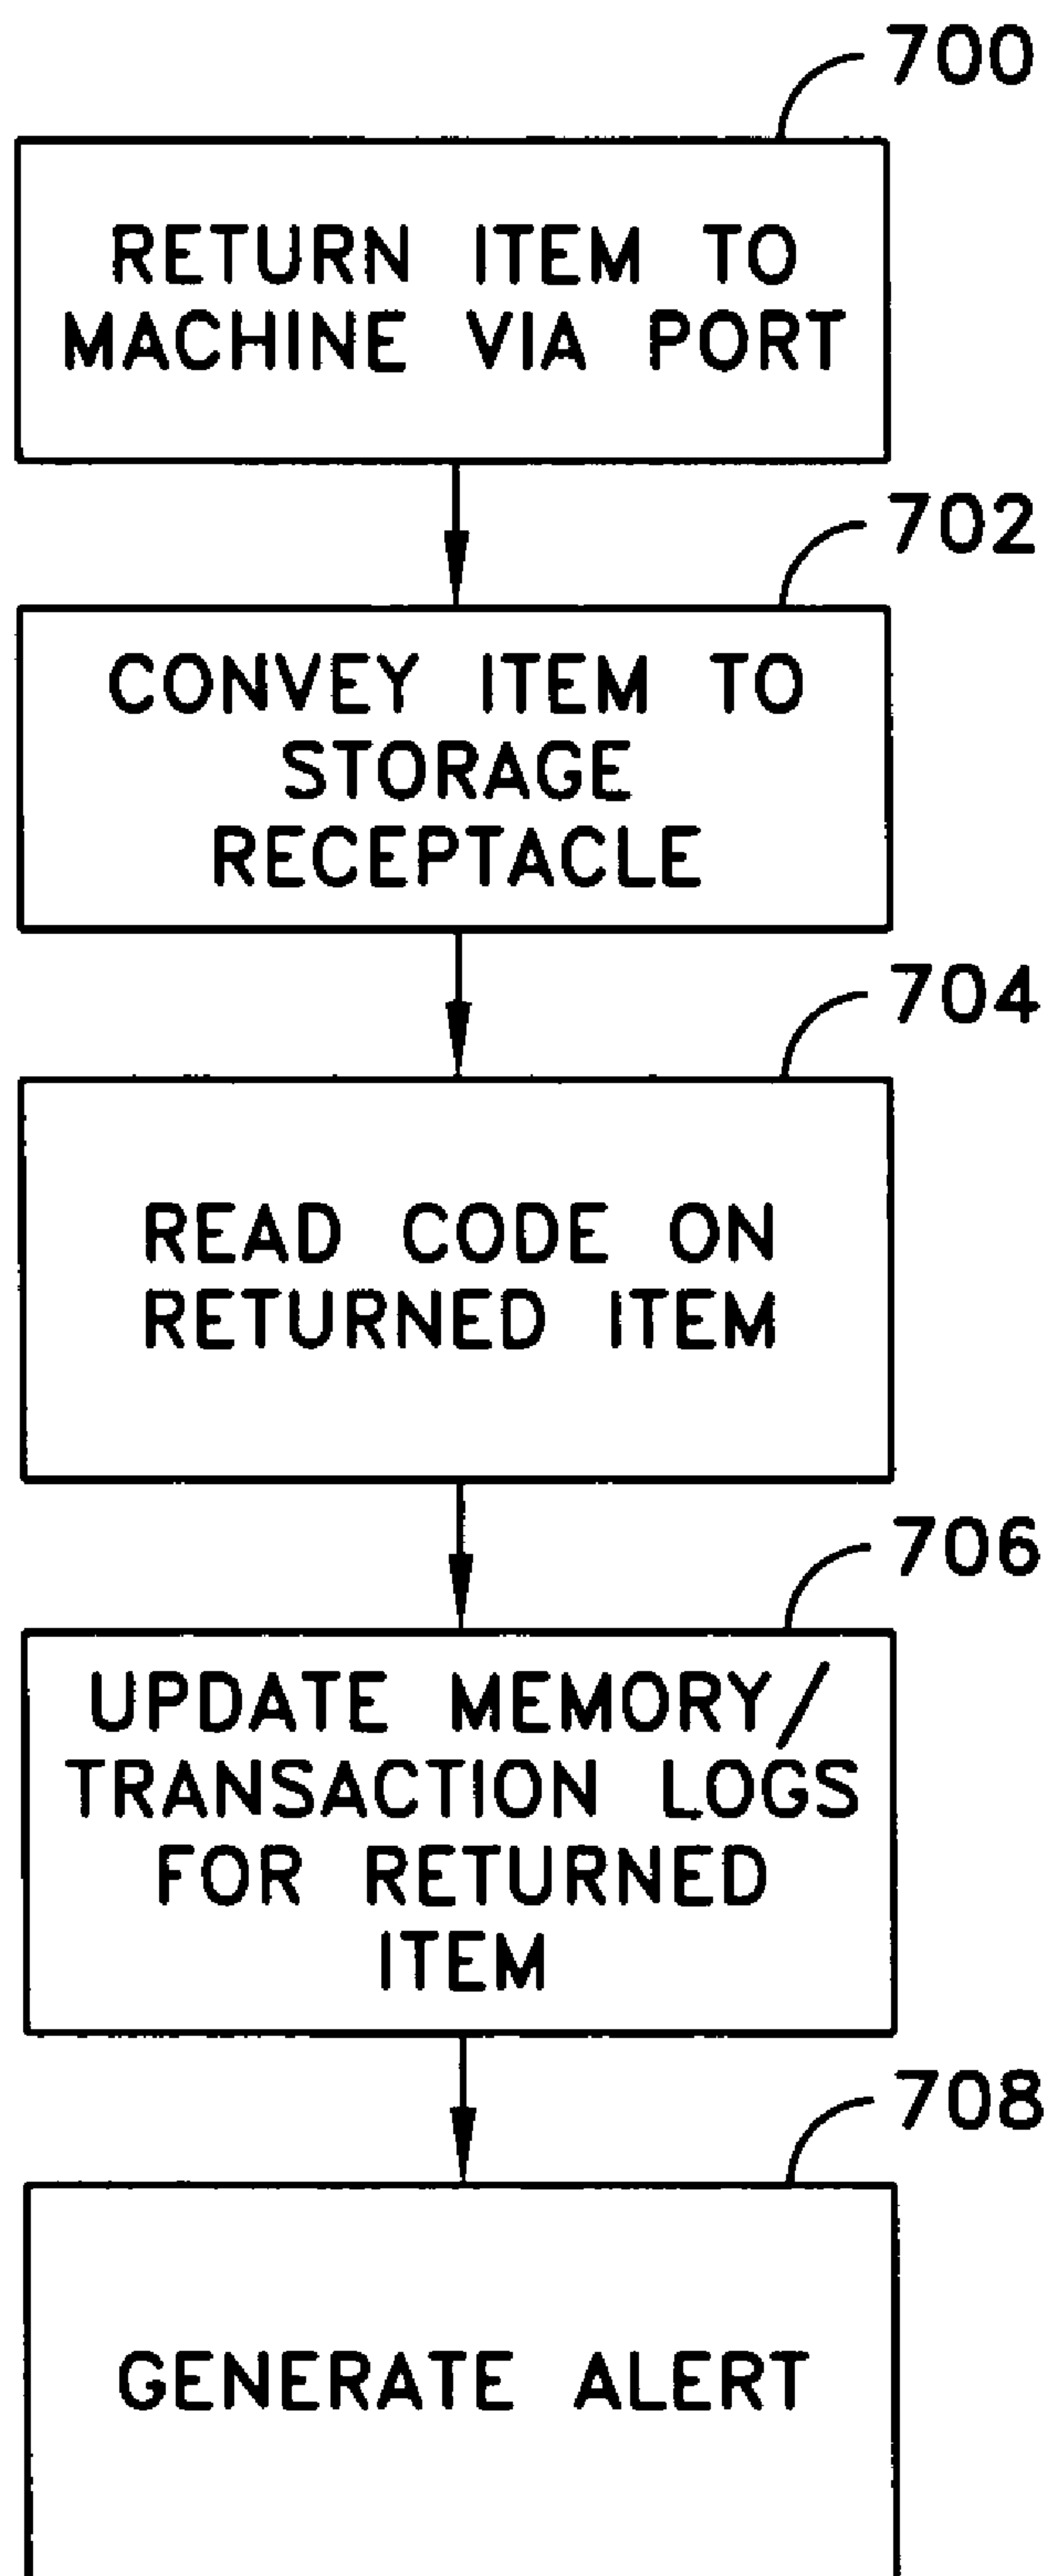 700
RETURN ITEM TO
MACHINE VIA PORT
702
CONVEY ITEM TO
STORAGE
RECEPTACLE
704
READ CODE ON
RETURNED ITEM
706
UPDATE MEMORY/
TRANSACTION LOGS
FOR RETURNED
ITEM
708
GENERATE ALERT